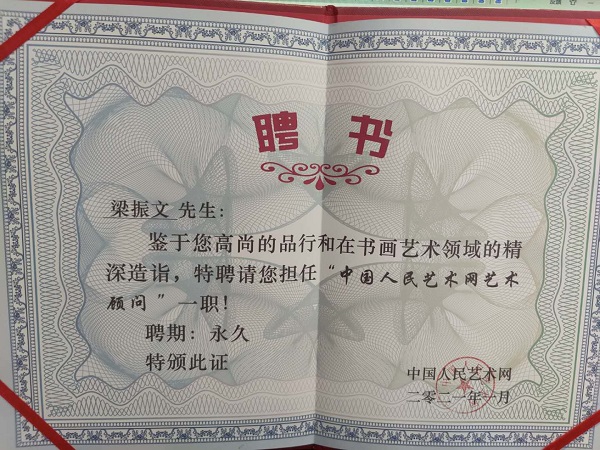 聘书
梁振文 先生:
鉴于您高尚的品行和在书画艺术领域的精
深造诣，特聘请您担任“中国人民艺术网艺术
顾问”一职!
聘期: 永久
特颁此证
中国人民艺术网
二零二一年一月